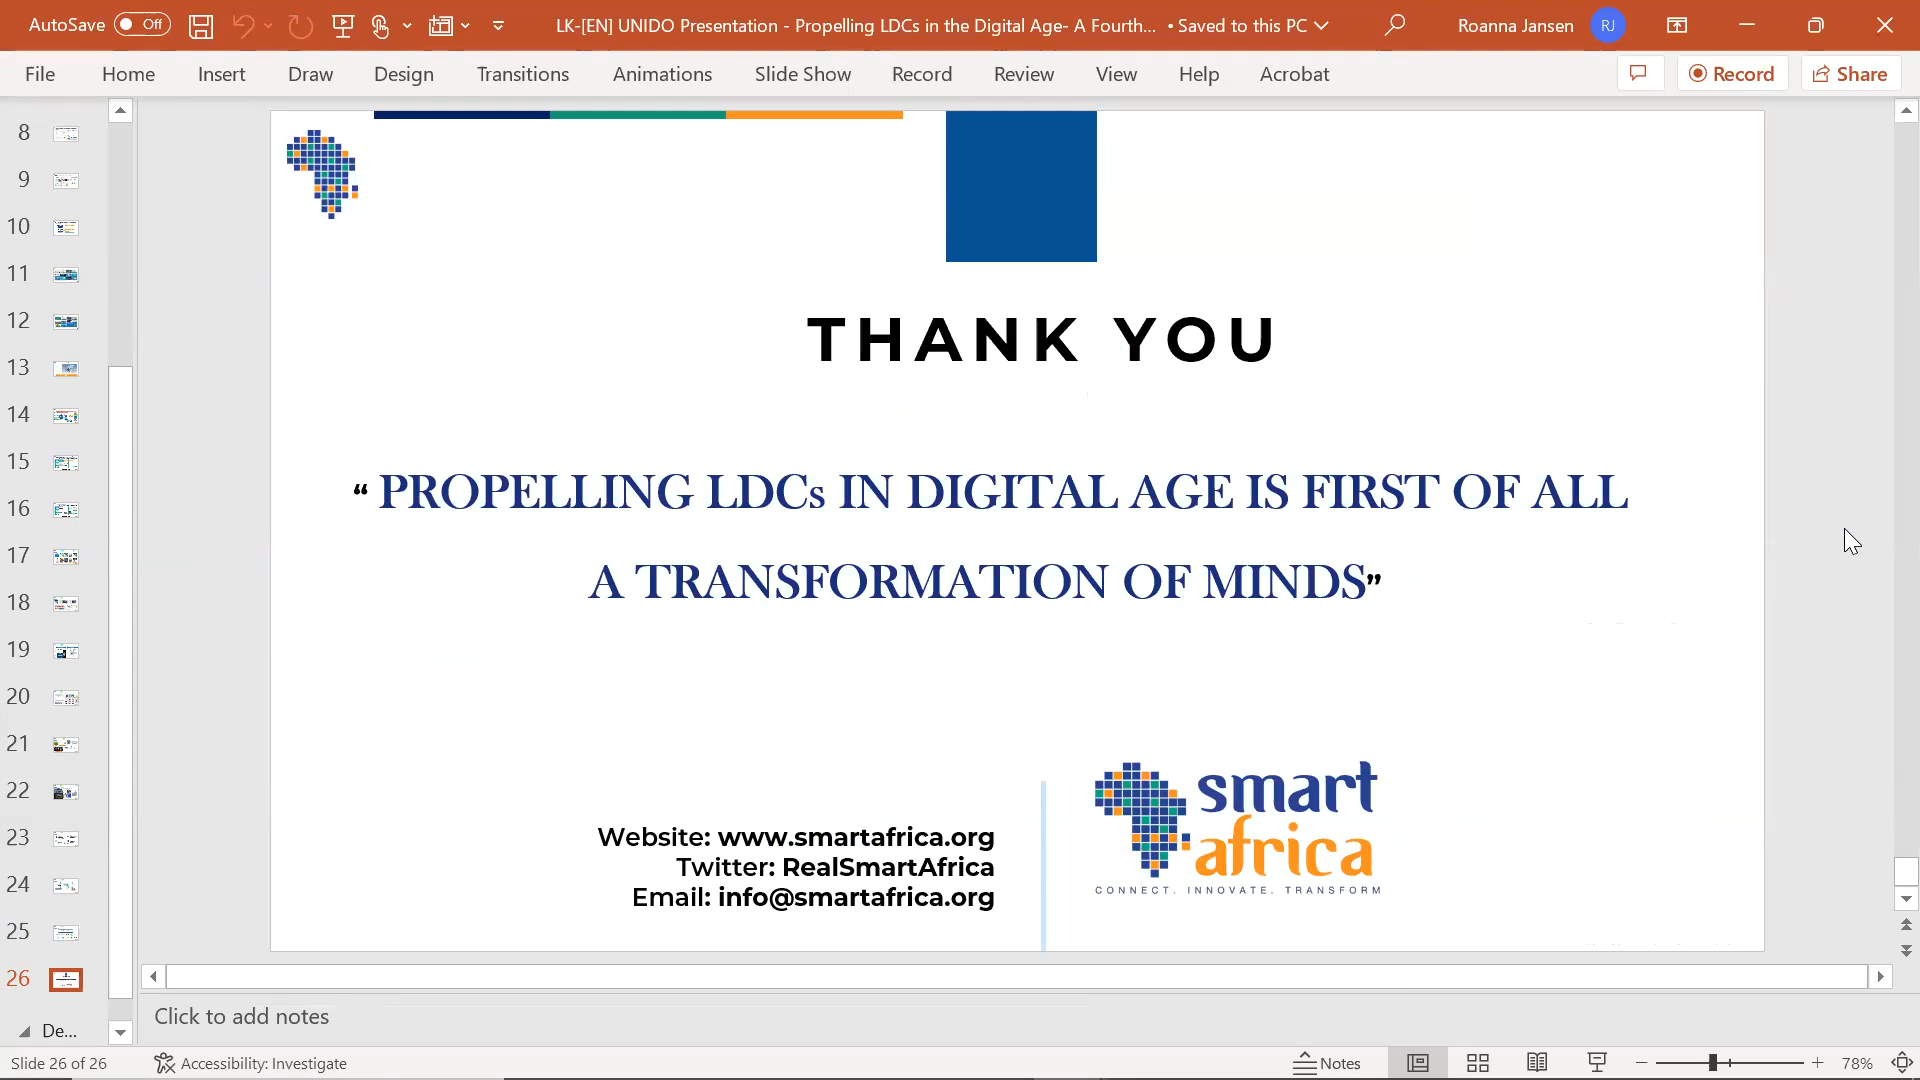 AutoSave Off LK-[EN] UNIDO Presentation - Propelling LDCs in the Digital Age- A Fourth... • Saved to this PC Roanna Jansen RJ
File Home Insert Draw Design Transitions Animations Slide Show Record Review View Help Acrobat Record Share
8
9
10
11
12
13
14
15
16
17
18
19
20
21
22
23
24
25
26
De...
THANK YOU
“ PROPELLING LDCs IN DIGITAL AGE IS FIRST OF ALL
A TRANSFORMATION OF MINDS”
Website: www.smartafrica.org
Twitter: RealSmartAfrica
Email: info@smartafrica.org
smart
africa
CONNECT. INNOVATE. TRANSFORM
Click to add notes
Slide 26 of 26 Accessibility: Investigate Notes 78%